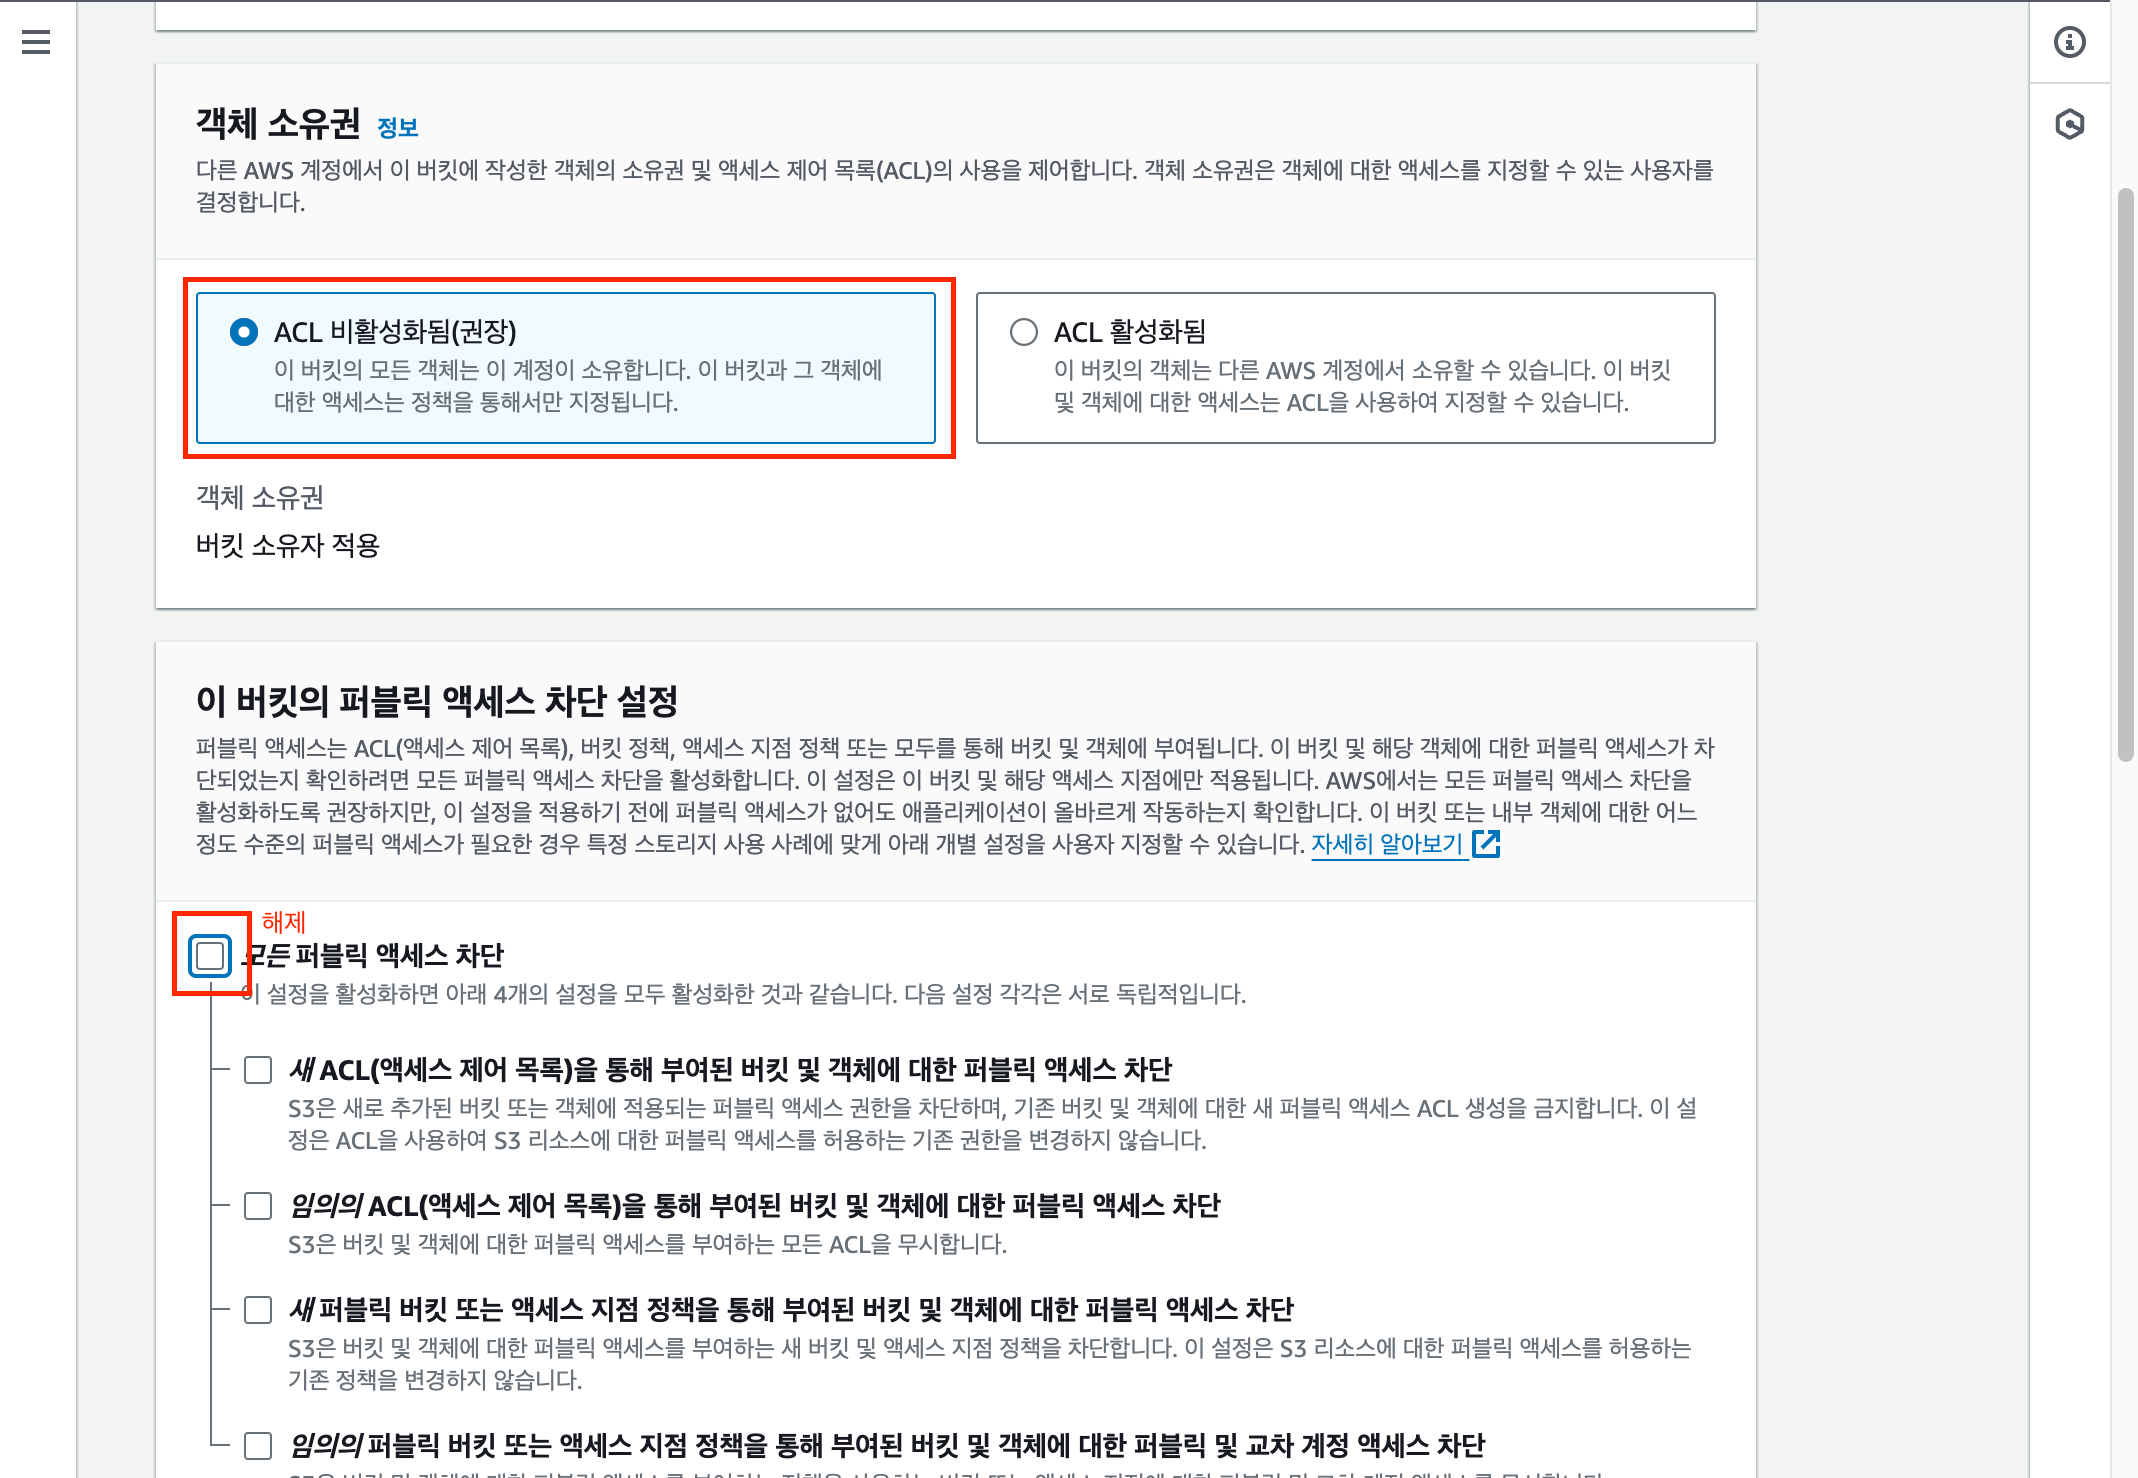 객체 소유권 정보
다른 AWS 계정에서 이 버킷에 작성한 객체의 소유권 및 액세스 제어 목록(ACL)의 사용을 제어합니다. 객체 소유권은 객체에 대한 액세스를 지정할 수 있는 사용자를
결정합니다.
ACL 비활성화됨(권장)
이 버킷의 모든 객체는 이 계정이 소유합니다. 이 버킷과 그 객체에
대한 액세스는 정책을 통해서만 지정됩니다.
ACL 활성화됨
이 버킷의 객체는 다른 AWS 계정에서 소유할 수 있습니다. 이 버킷
및 객체에 대한 액세스는 ACL을 사용하여 지정할 수 있습니다.
객체 소유권
버킷 소유자 적용
이 버킷의 퍼블릭 액세스 차단 설정
퍼블릭 액세스는 ACL(액세스 제어 목록), 버킷 정책, 액세스 지점 정책 또는 모두를 통해 버킷 및 객체에 부여됩니다. 이 버킷 및 해당 객체에 대한 퍼블릭 액세스가 차
단되었는지 확인하려면 모든 퍼블릭 액세스 차단을 활성화합니다. 이 설정은 이 버킷 및 해당 액세스 지점에만 적용됩니다. AWS에서는 모든 퍼블릭 액세스 차단을
활성화하도록 권장하지만, 이 설정을 적용하기 전에 퍼블릭 액세스가 없어도 애플리케이션이 올바르게 작동하는지 확인합니다. 이 버킷 또는 내부 객체에 대한 어느
정도 수준의 퍼블릭 액세스가 필요한 경우 특정 스토리지 사용 사례에 맞게 아래 개별 설정을 사용자 지정할 수 있습니다. 자세히 알아보기
해제
모든 퍼블릭 액세스 차단
이 설정을 활성화하면 아래 4개의 설정을 모두 활성화한 것과 같습니다. 다음 설정 각각은 서로 독립적입니다.
새 ACL(액세스 제어 목록)을 통해 부여된 버킷 및 객체에 대한 퍼블릭 액세스 차단
S3은 새로 추가된 버킷 또는 객체에 적용되는 퍼블릭 액세스 권한을 차단하며, 기존 버킷 및 객체에 대한 새 퍼블릭 액세스 ACL 생성을 금지합니다. 이 설
정은 ACL을 사용하여 S3 리소스에 대한 퍼블릭 액세스를 허용하는 기존 권한을 변경하지 않습니다.
임의의 ACL(액세스 제어 목록)을 통해 부여된 버킷 및 객체에 대한 퍼블릭 액세스 차단
S3은 버킷 및 객체에 대한 퍼블릭 액세스를 부여하는 모든 ACL을 무시합니다.
새 퍼블릭 버킷 또는 액세스 지점 정책을 통해 부여된 버킷 및 객체에 대한 퍼블릭 액세스 차단
S3은 버킷 및 객체에 대한 퍼블릭 액세스를 부여하는 새 버킷 및 액세스 지점 정책을 차단합니다. 이 설정은 S3 리소스에 대한 퍼블릭 액세스를 허용하는
기존 정책을 변경하지 않습니다.
임의의 퍼블릭 버킷 또는 액세스 지점 정책을 통해 부여된 버킷 및 객체에 대한 퍼블릭 및 교차 계정 액세스 차단